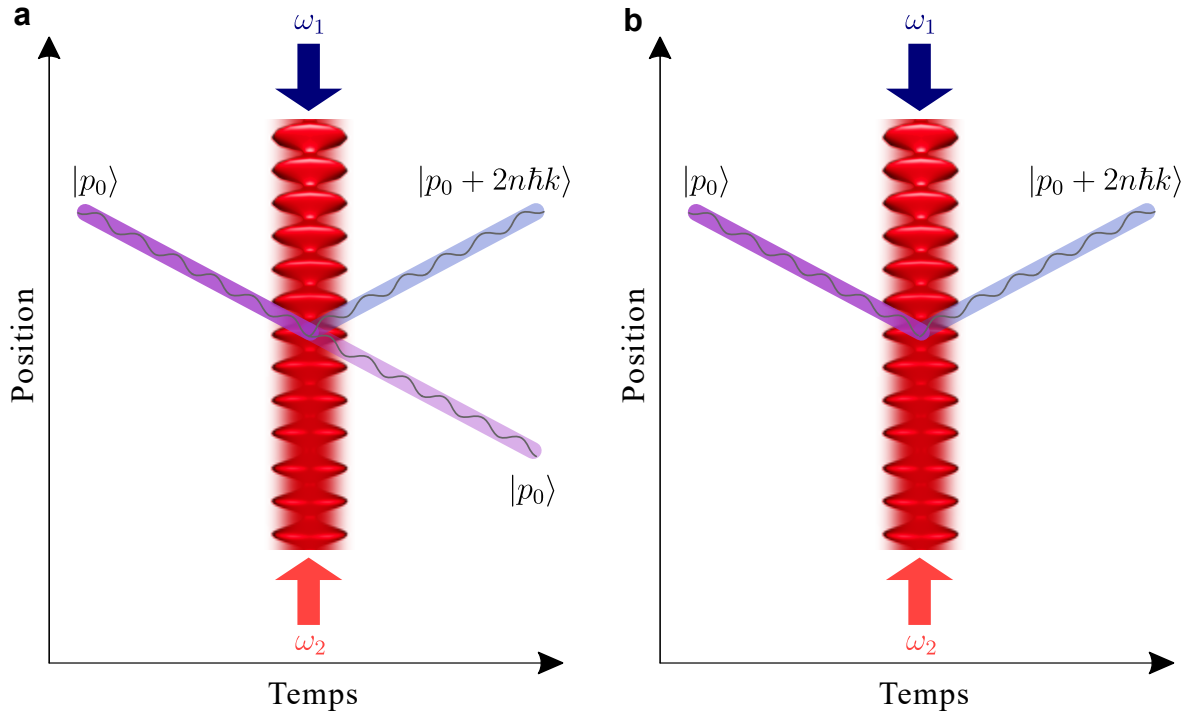 a
ω₁
|p₀⟩
|p₀ + 2nℏk⟩
|p₀⟩
ω₂
Position
Temps
b
ω₁
|p₀⟩
|p₀ + 2nℏk⟩
ω₂
Position
Temps